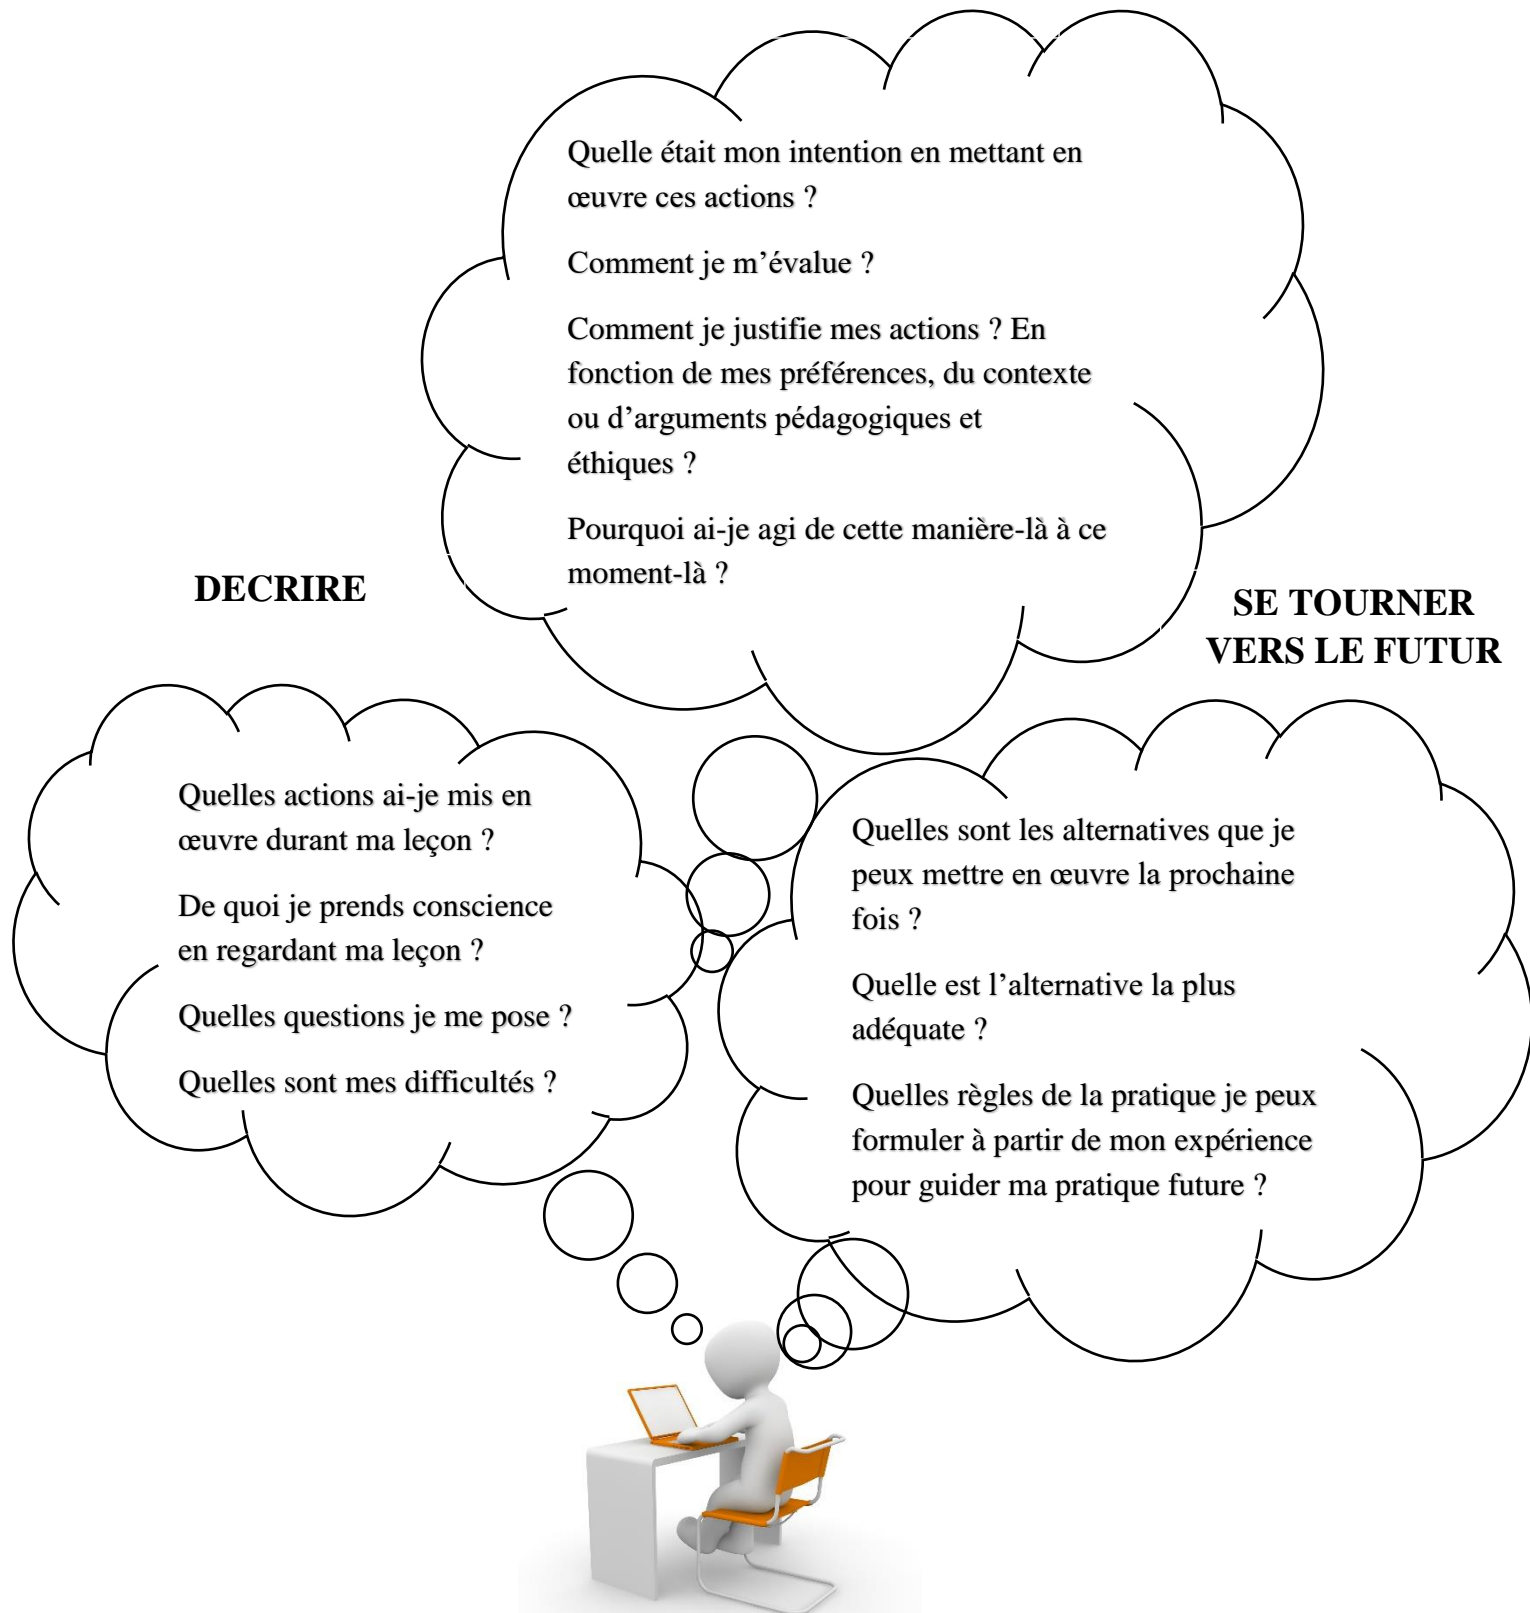 Quelle était mon intention en mettant en
œuvre ces actions ?
Comment je m’évalue ?
Comment je justifie mes actions ? En
fonction de mes préférences, du contexte
ou d’arguments pédagogiques et
éthiques ?
Pourquoi ai-je agi de cette manière-là à ce
moment-là ?
DECRIRE
SE TOURNER
VERS LE FUTUR
Quelles actions ai-je mis en
œuvre durant ma leçon ?
De quoi je prends conscience
en regardant ma leçon ?
Quelles questions je me pose ?
Quelles sont mes difficultés ?
Quelles sont les alternatives que je
peux mettre en œuvre la prochaine
fois ?
Quelle est l’alternative la plus
adéquate ?
Quelles règles de la pratique je peux
formuler à partir de mon expérience
pour guider ma pratique future ?